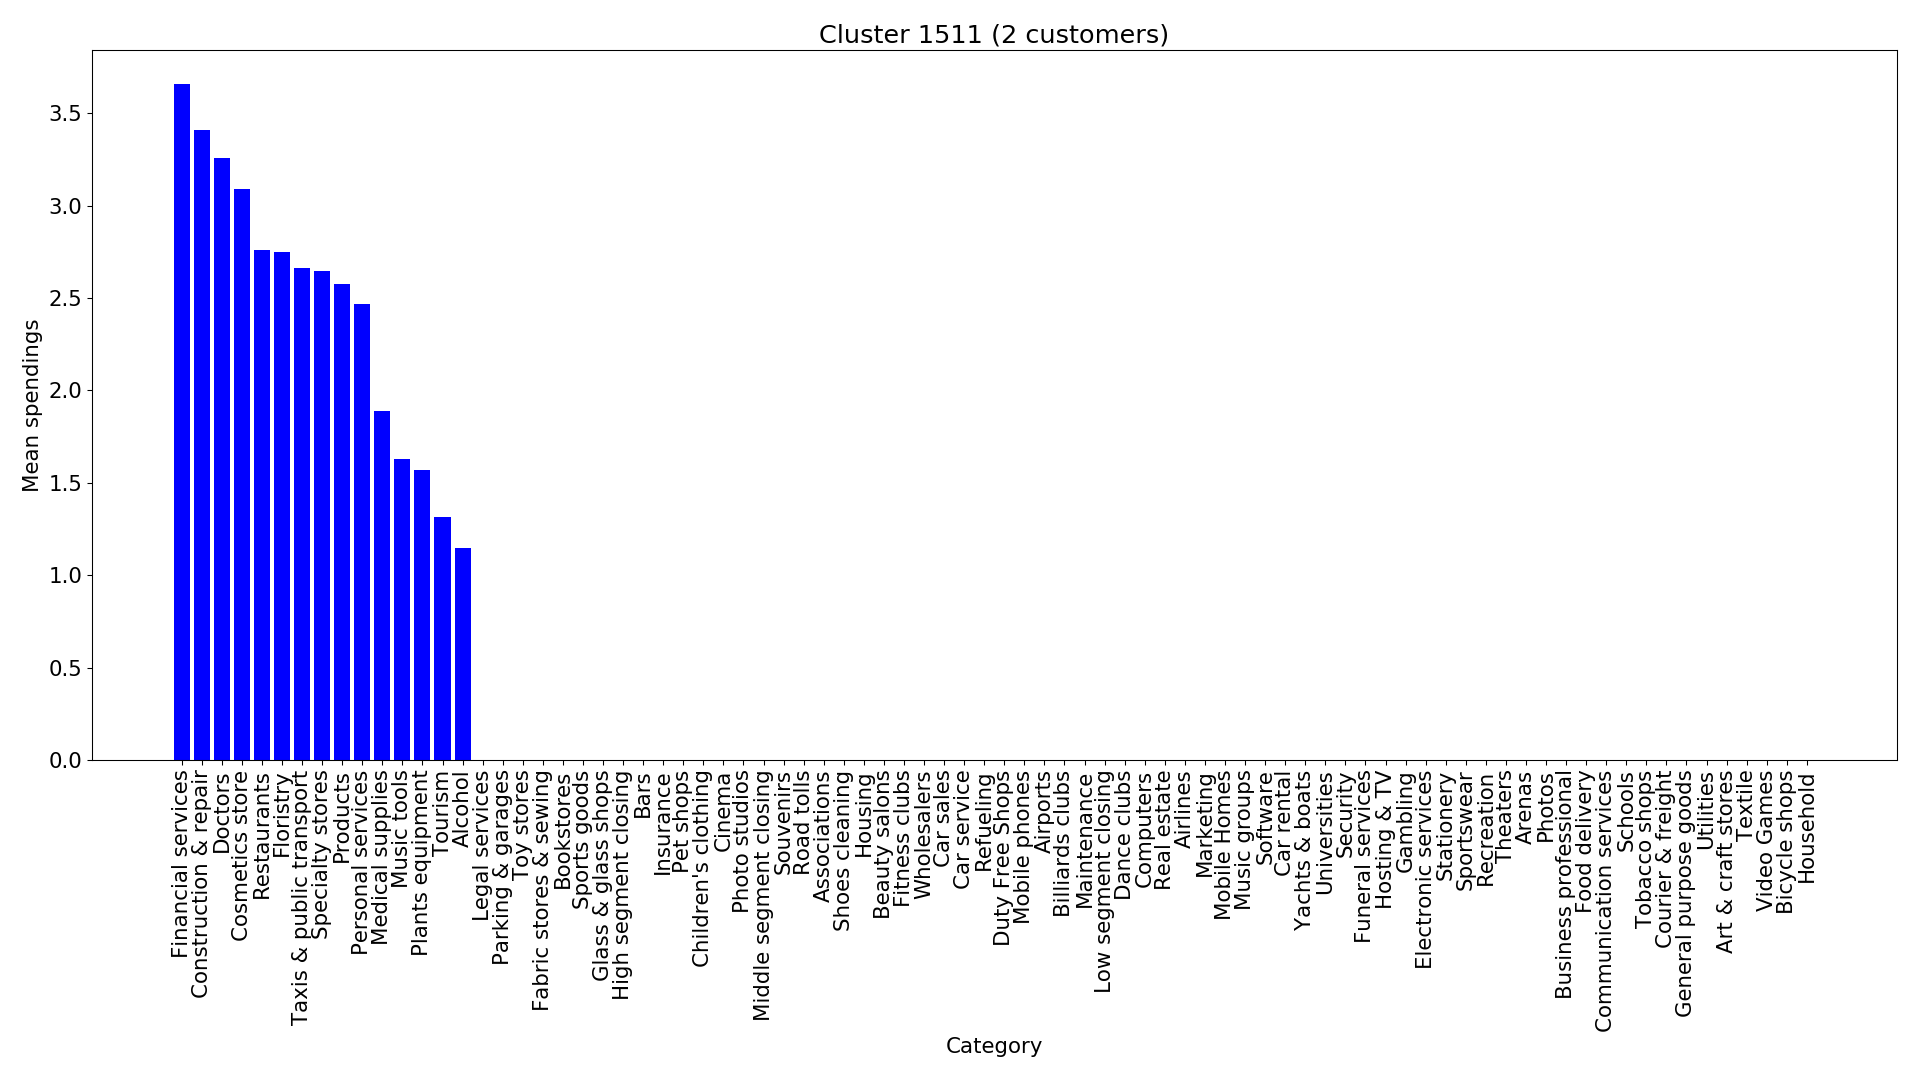 Cluster 1511 (2 customers)
Mean spendings
3.5
3.0
2.5
2.0
1.5
1.0
0.5
0.0
Financial services
Construction & repair
Doctors
Cosmetics store
Restaurants
Floristry
Taxis & public transport
Specialty stores
Products
Personal services
Medical supplies
Music tools
Plants equipment
Tourism
Alcohol
Legal services
Parking & garages
Toy stores
Fabric stores & sewing
Bookstores
Sports goods
Glass & glass shops
High segment closing
Bars
Insurance
Pet shops
Children's clothing
Cinema
Photo studios
Middle segment closing
Souvenirs
Road tolls
Associations
Shoes cleaning
Housing
Beauty salons
Fitness clubs
Wholesalers
Car sales
Car service
Refueling
Duty Free Shops
Mobile phones
Airports
Billiards clubs
Maintenance
Low segment closing
Dance clubs
Computers
Real estate
Airlines
Marketing
Mobile Homes
Music groups
Software
Car rental
Yachts & boats
Universities
Security
Funeral services
Hosting & TV
Gambling
Electronic services
Stationery
Sportswear
Recreation
Theaters
Arenas
Photos
Business professional
Food delivery
Communication services
Schools
Tobacco shops
Courier & freight
General purpose goods
Utilities
Art & craft stores
Textile
Video Games
Bicycle shops
Household
Category